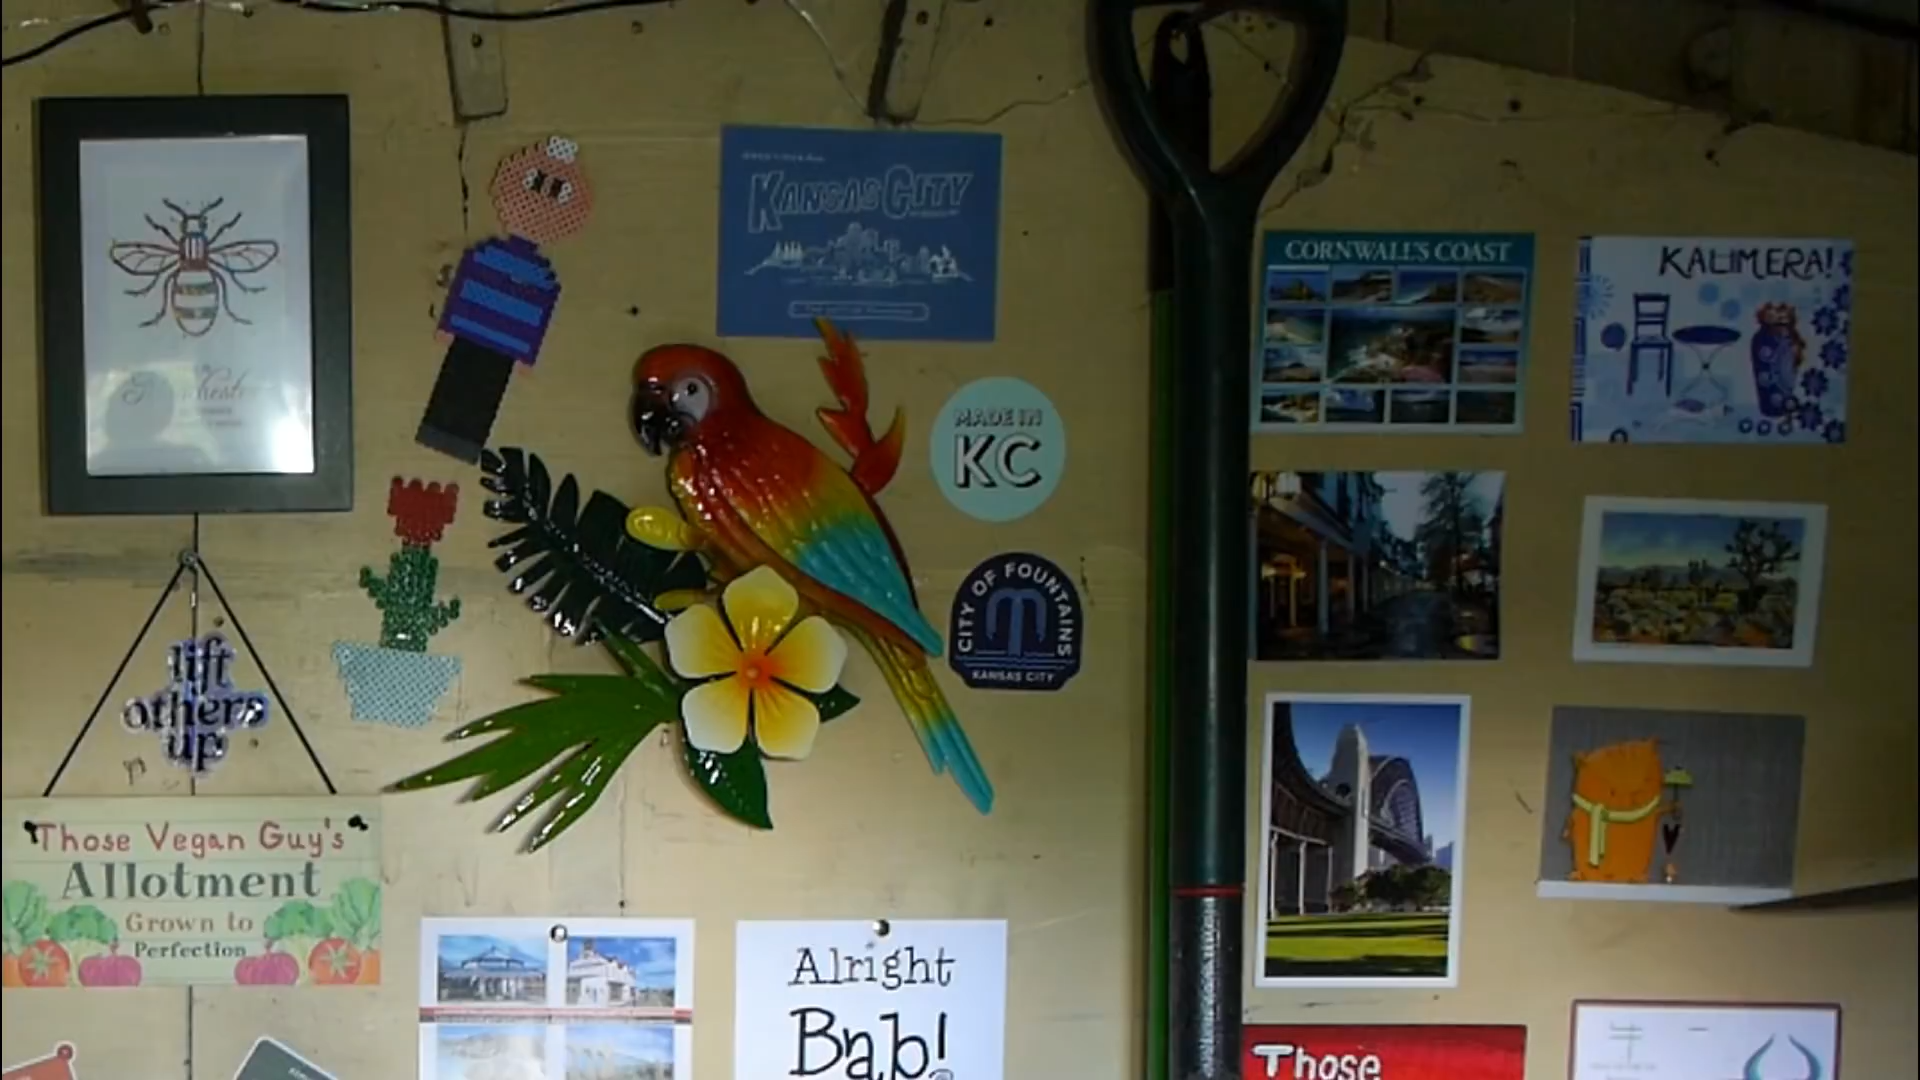 KANSAS CITY
CORNWALL'S COAST
KALIMERA!
MADE IN
KC
CITY OF FOUNTAINS
KANSAS CITY
lift
others
up
Those Vegan Guy's
Allotment
Grown to
Perfection
Alright
Bab!
Those